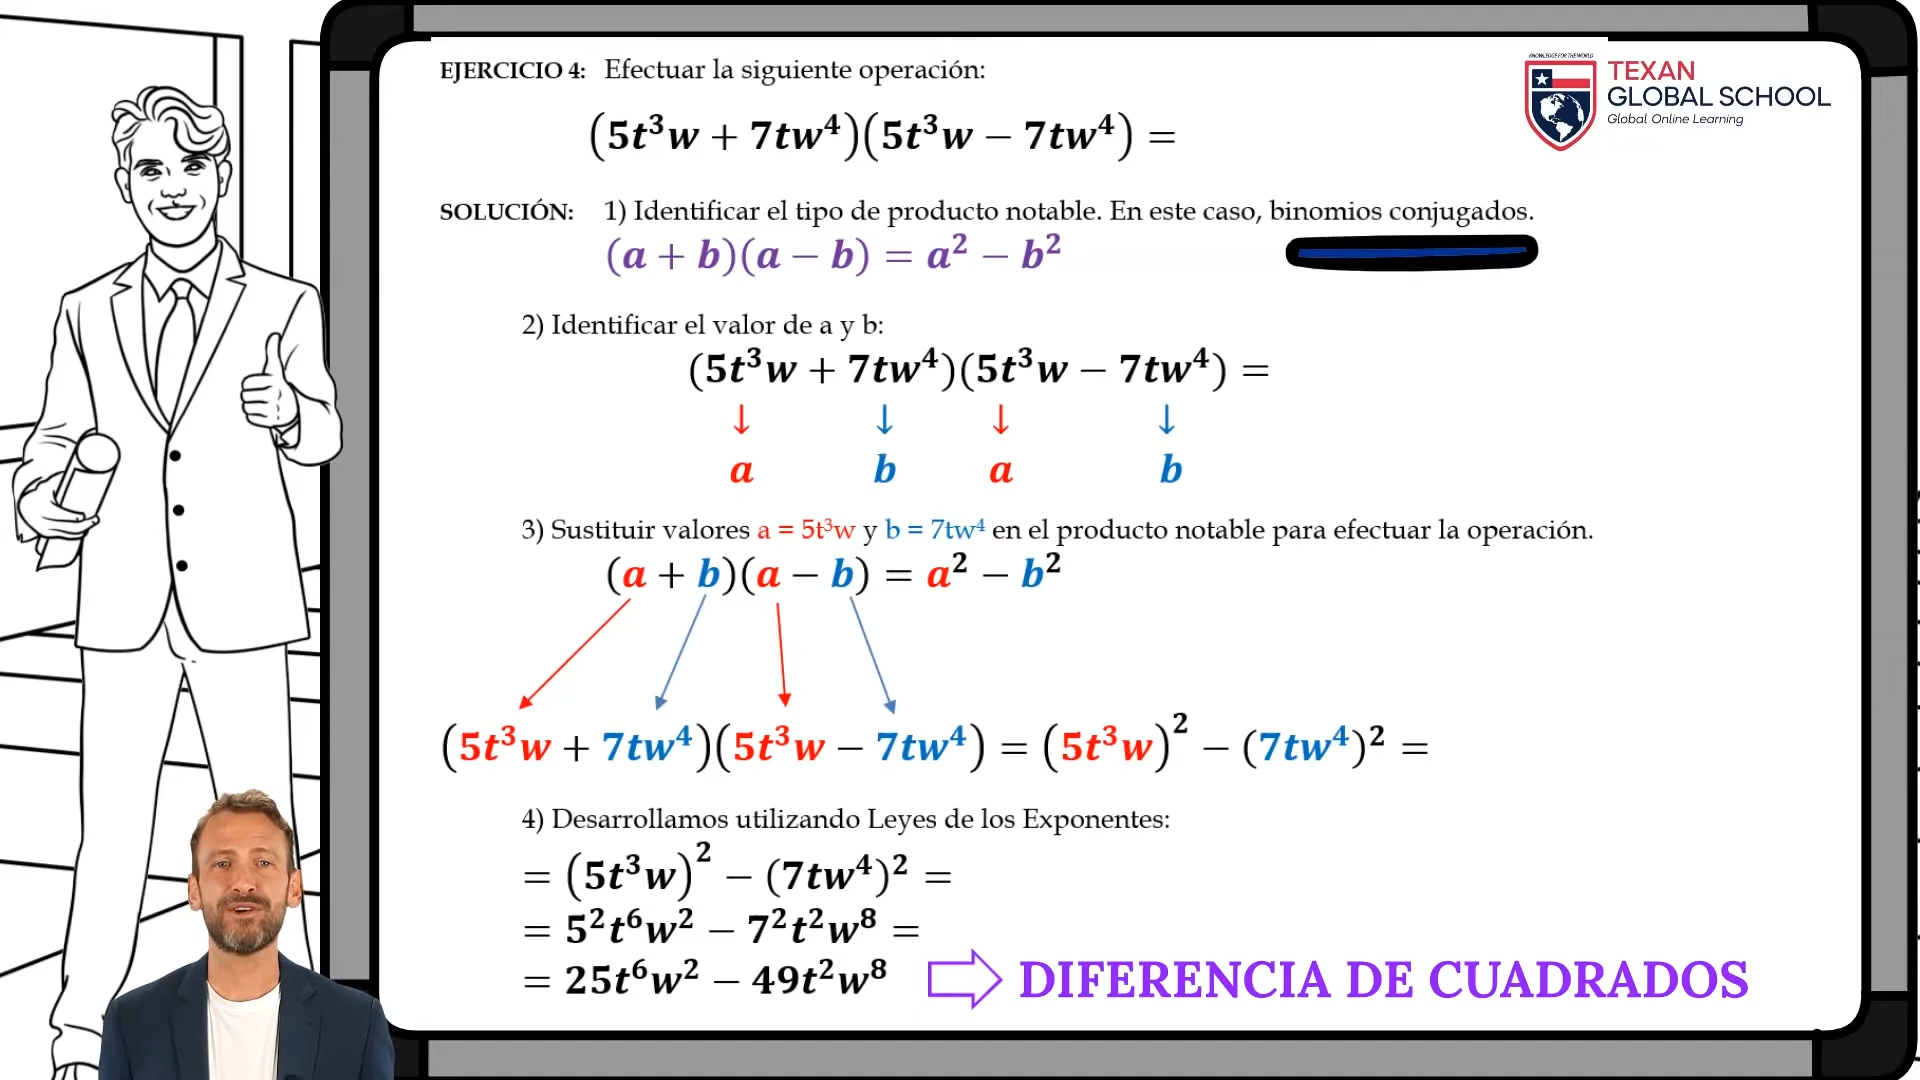 EJERCICIO 4: Efectuar la siguiente operación:
(5t³w + 7tw⁴)(5t³w − 7tw⁴) =
KNOWLEDGE FOR THE WORLD
TEXAN
GLOBAL SCHOOL
Global Online Learning
SOLUCIÓN: 1) Identificar el tipo de producto notable. En este caso, binomios conjugados.
(a + b)(a − b) = a² − b²
2) Identificar el valor de a y b:
(5t³w + 7tw⁴)(5t³w − 7tw⁴) =
↓ ↓ ↓ ↓
a b a b
3) Sustituir valores a = 5t³w y b = 7tw⁴ en el producto notable para efectuar la operación.
(a + b)(a − b) = a² − b²
(5t³w + 7tw⁴)(5t³w − 7tw⁴) = (5t³w)² − (7tw⁴)² =
4) Desarrollamos utilizando Leyes de los Exponentes:
= (5t³w)² − (7tw⁴)² =
= 5²t⁶w² − 7²t²w⁸ =
= 25t⁶w² − 49t²w⁸ DIFERENCIA DE CUADRADOS